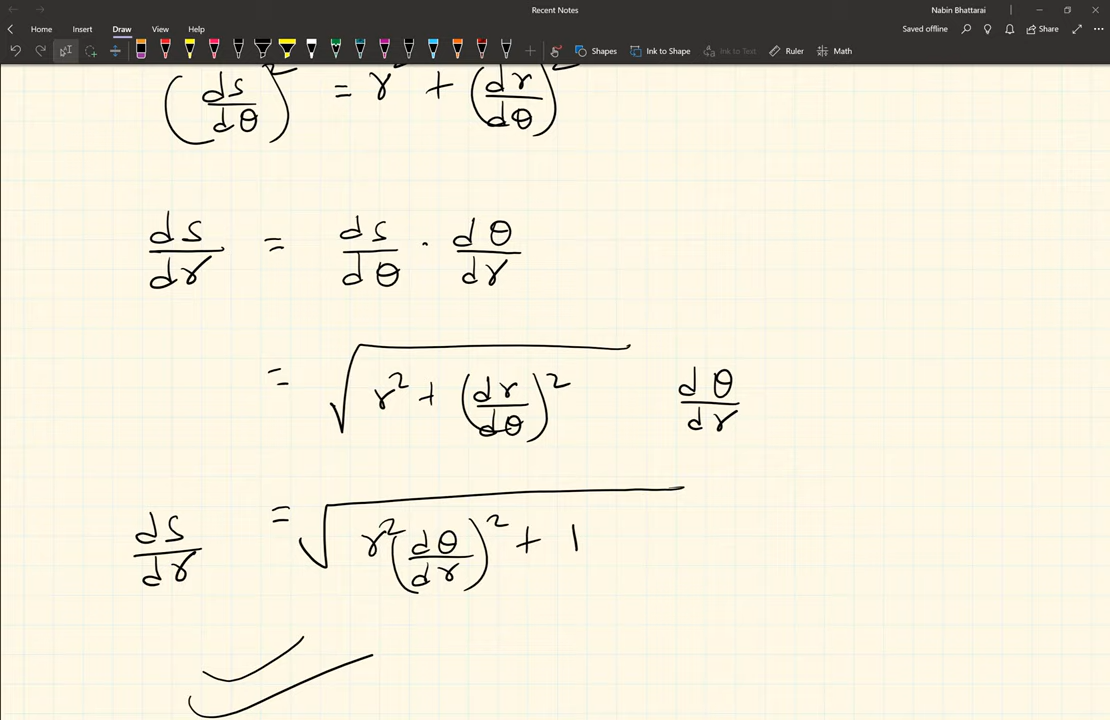 Recent Notes
Nabin Bhattarai
Home Insert Draw View Help
Saved offline
Share
Shapes
Ink to Shape
Ink to Text
Ruler
Math
(ds/dθ)² = r² + (dr/dθ)²
ds/dr = ds/dθ · dθ/dr
= √(r² + (dr/dθ)²) dθ/dr
ds/dr = √(r²(dθ/dr)² + 1)